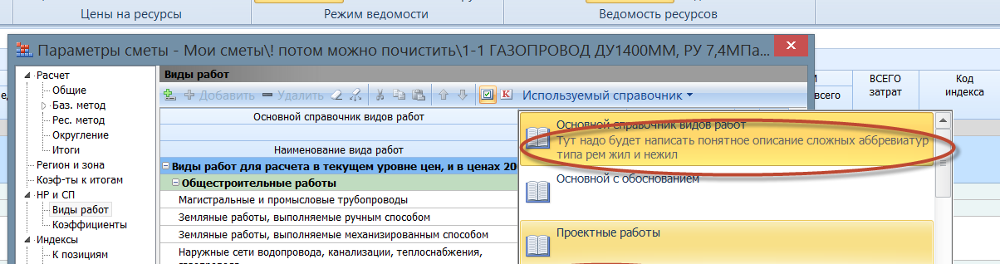 Цены на ресурсы
Режим ведомости
Ведомость ресурсов
Параметры сметы - Мои сметы\! потом можно почистить\1-1 ГАЗОПРОВОД ДУ1400ММ, РУ 7,4МПа...
Расчет
Общие
Баз. метод
Рес. метод
Округление
Итоги
Регион и зона
Коэф-ты к итогам
НР и СП
Виды работ
Коэффициенты
Индексы
К позициям
Виды работ
Добавить
Удалить
Используемый справочник
Основной справочник видов работ
Наименование вида работ
Виды работ для расчета в текущем уровне цен, и в ценах 200
Общестроительные работы
Магистральные и промысловые трубопроводы
Земляные работы, выполняемые ручным способом
Земляные работы, выполняемые механизированным способом
Наружные сети водопровода, канализации, теплоснабжения,
Основной справочник видов работ
Тут надо будет написать понятное описание сложных аббревиатур
типа рем жил и нежил
Основной с обоснованием
Проектные работы
всего
ВСЕГО
затрат
Код
индекса